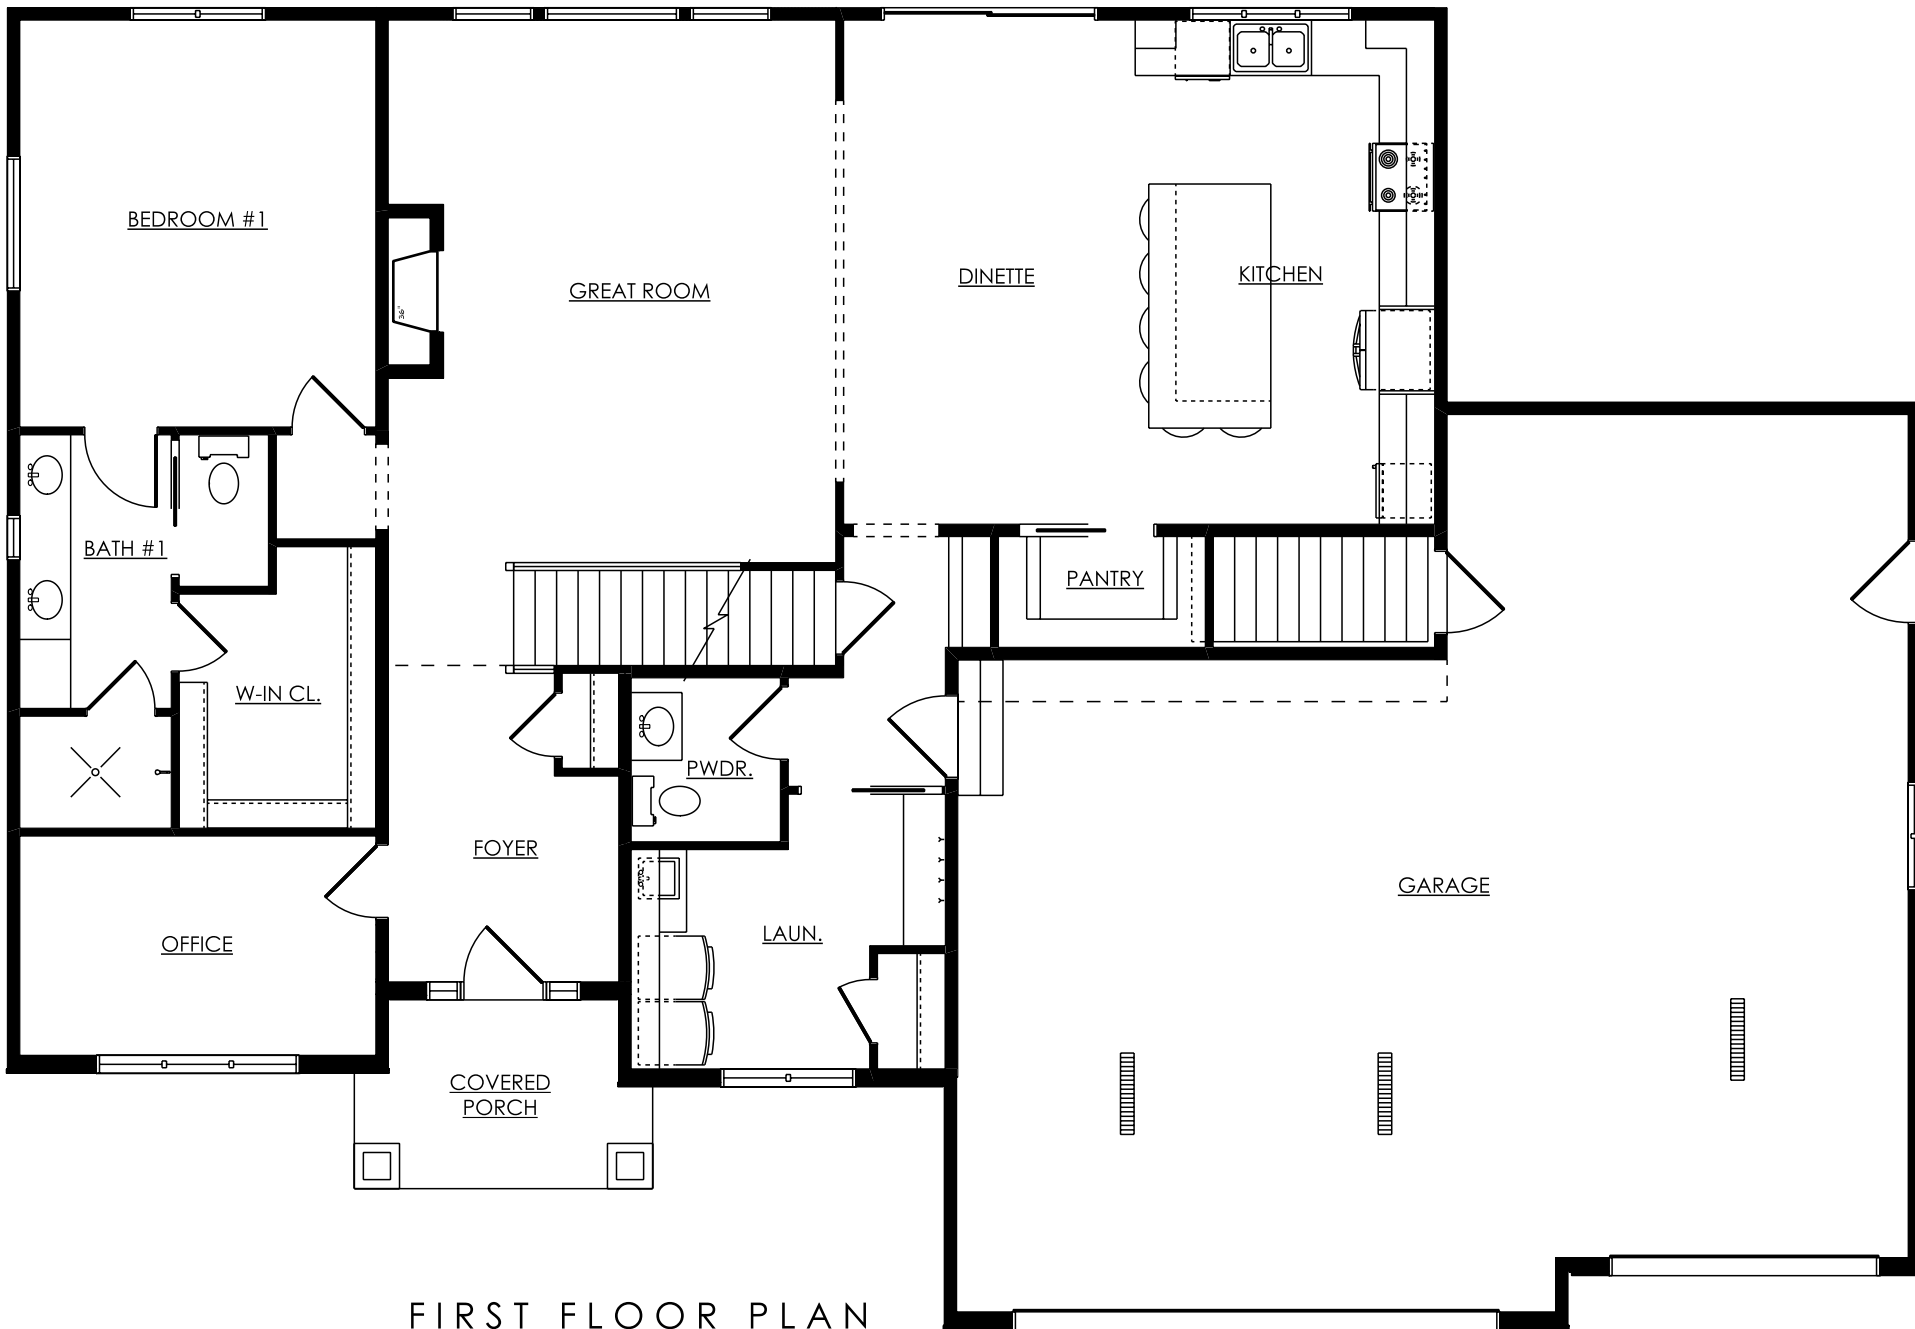 BEDROOM #1
GREAT ROOM
DINETTE
KITCHEN
36"
BATH #1
PANTRY
W-IN CL.
PWDR.
FOYER
GARAGE
OFFICE
LAUN.
COVERED
PORCH
FIRST FLOOR PLAN